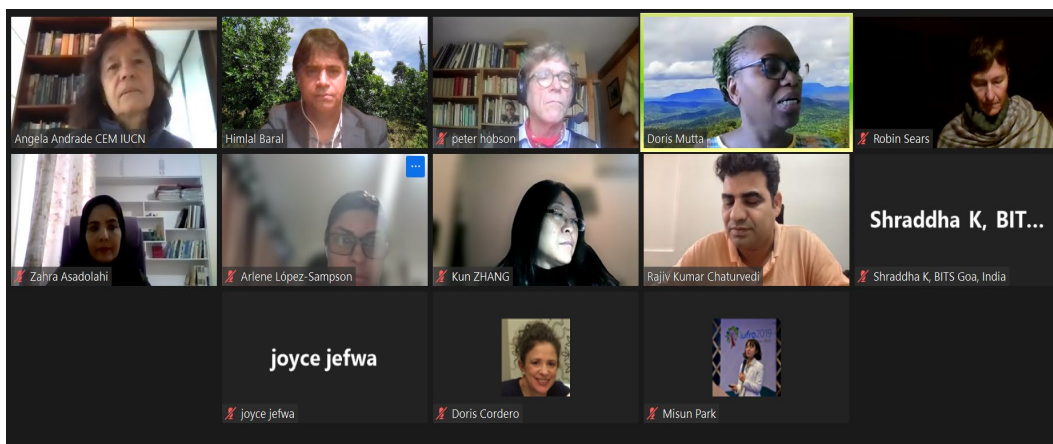 Angela Andrade CEM IUCN
Himlal Baral
peter hobson
Doris Mutta
Robin Sears
Zahra Asadolahi
Arlene López-Sampson
Kun ZHANG
Rajiv Kumar Chaturvedi
Shraddha K, BIT...
Shraddha K, BITS Goa, India
joyce jefwa
joyce jefwa
Doris Cordero
iufro2019
Misun Park